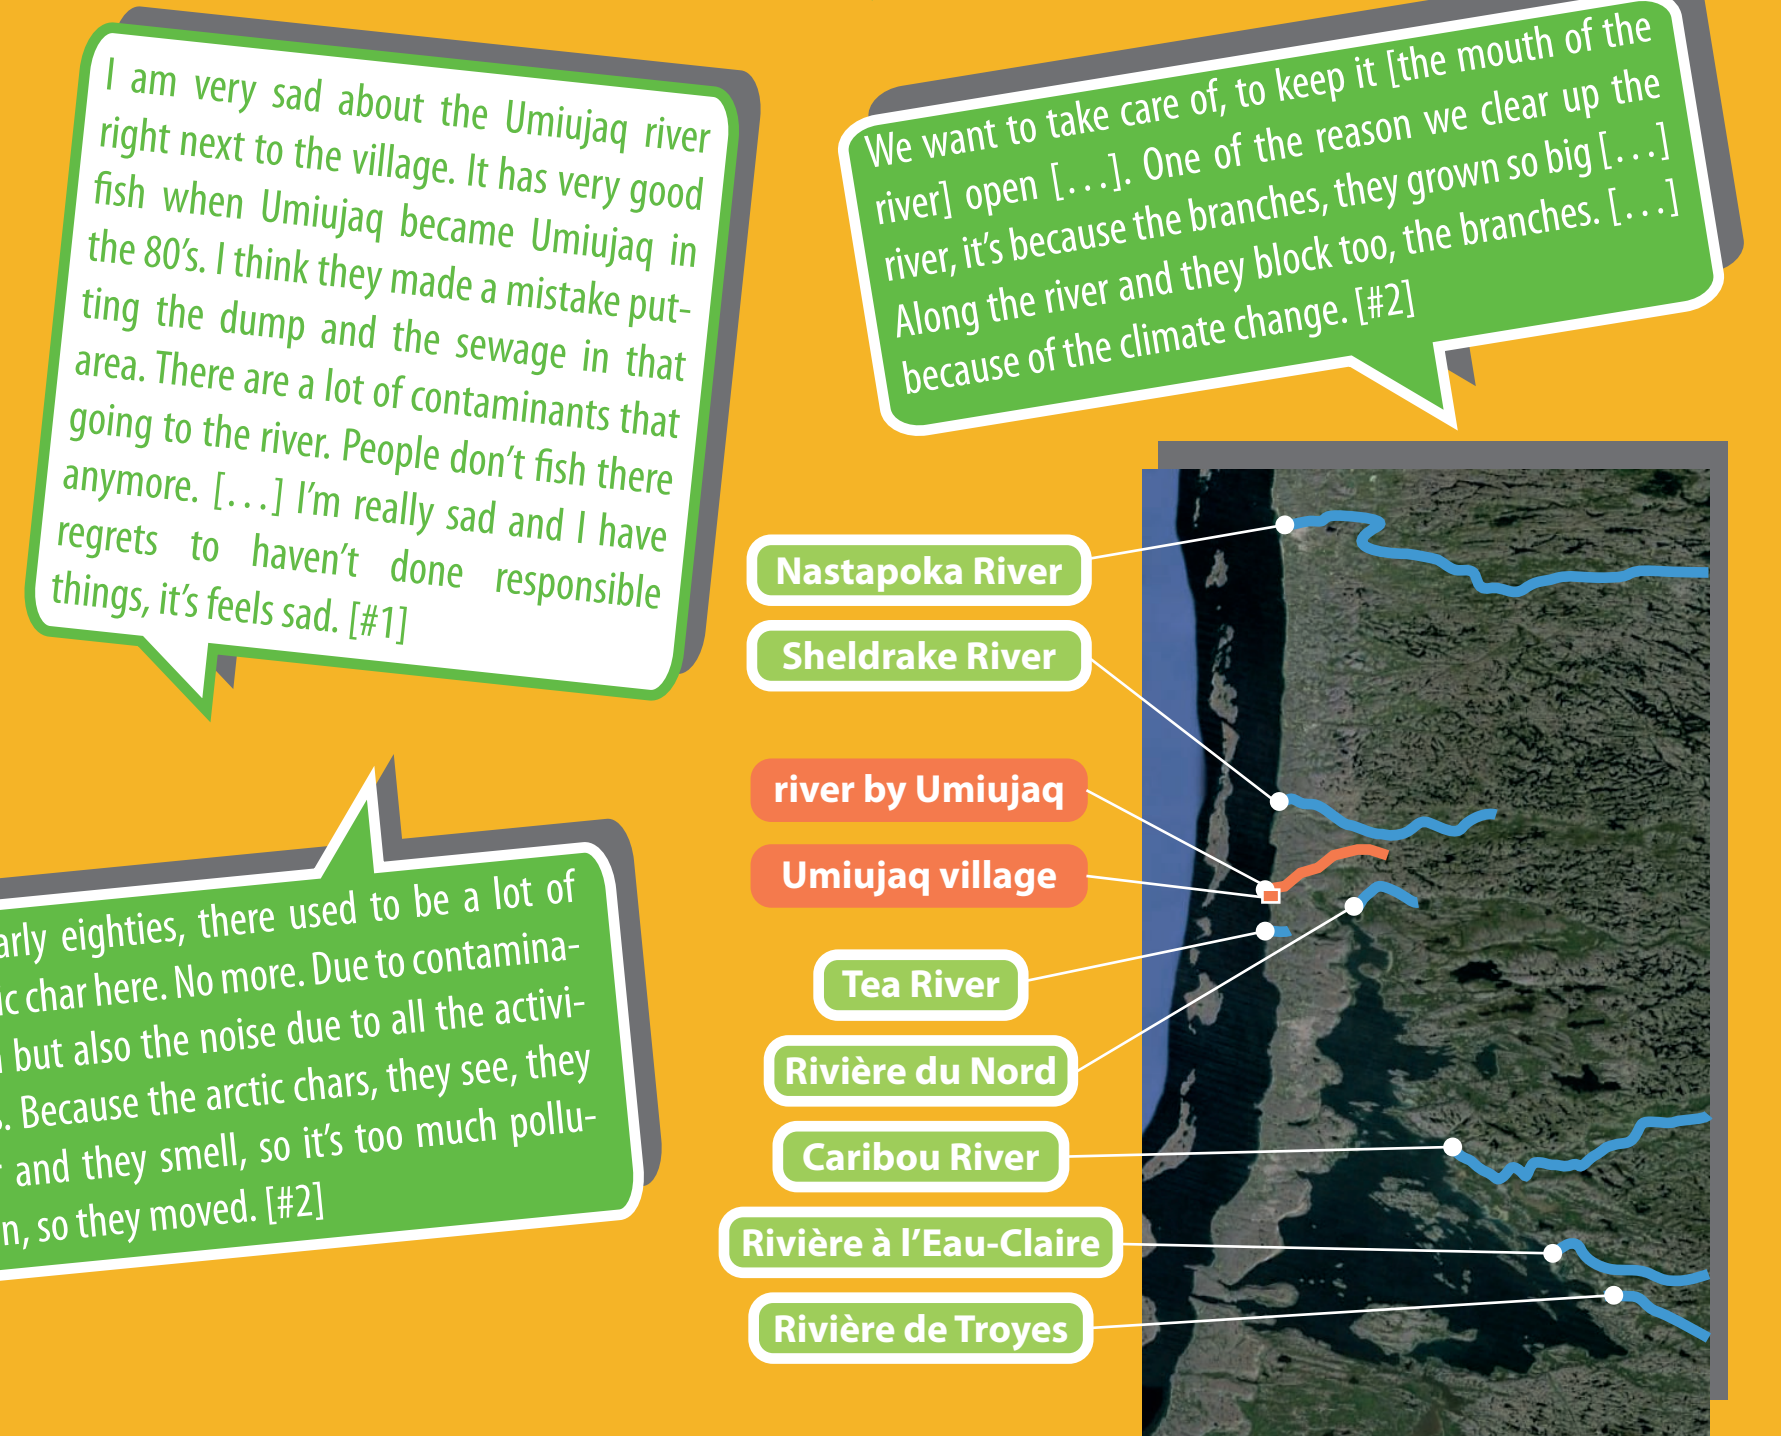 I am very sad about the Umiujaq river
right next to the village. It has very good
fish when Umiujaq became Umiujaq in
the 80's. I think they made a mistake put-
ting the dump and the sewage in that
area. There are a lot of contaminants that
going to the river. People don't fish there
anymore. [...] I'm really sad and I have
regrets to haven't done responsible
things, it's feels sad. [#1]
We want to take care of, to keep it [the mouth of the
river] open [...]. One of the reason we clear up the
river, it's because the branches, they grown so big [...]
Along the river and they block too, the branches. [...]
because of the climate change. [#2]
Nastapoka River
Sheldrake River
river by Umiujaq
Umiujaq village
Tea River
Rivière du Nord
Caribou River
Rivière à l'Eau-Claire
Rivière de Troyes
arly eighties, there used to be a lot of
ic char here. No more. Due to contamina-
but also the noise due to all the activi-
. Because the arctic chars, they see, they
and they smell, so it's too much pollu-
n, so they moved. [#2]